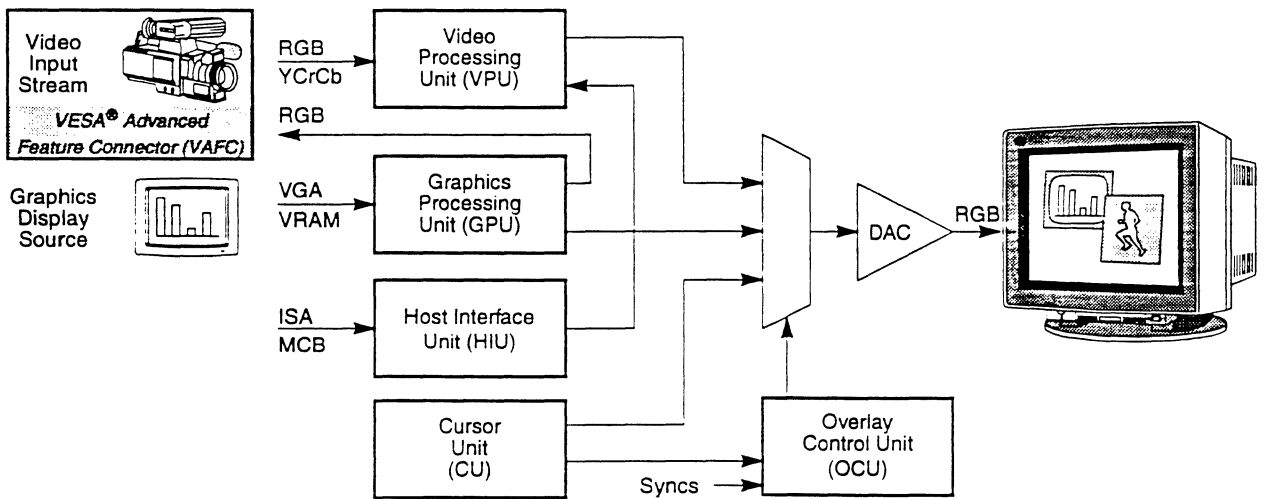 Video
Input
Stream
VESA® Advanced
Feature Connector (VAFC)
Graphics
Display
Source
RGB
YCrCb
RGB
VGA
VRAM
ISA
MCB
Video
Processing
Unit (VPU)
Graphics
Processing
Unit (GPU)
Host Interface
Unit (HIU)
Cursor
Unit
(CU)
Syncs
Overlay
Control Unit
(OCU)
DAC
RGB